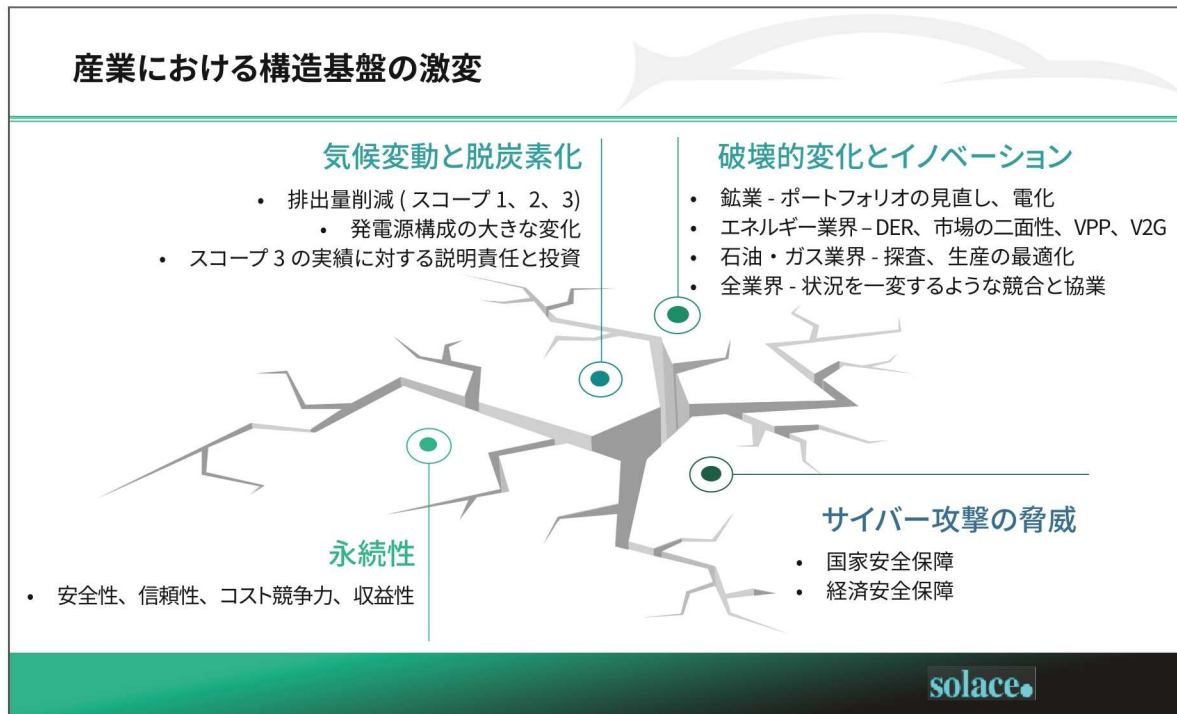 産業における構造基盤の激変
気候変動と脱炭素化
• 排出量削減 ( スコープ 1、2、3)
• 発電源構成の大きな変化
• スコープ 3 の実績に対する説明責任と投資
破壊的変化とイノベーション
• 鉱業 - ポートフォリオの見直し、電化
• エネルギー業界 – DER、市場の二面性、VPP、V2G
• 石油・ガス業界 - 探査、生産の最適化
• 全業界 - 状況を一変するような競合と協業
永続性
• 安全性、信頼性、コスト競争力、収益性
サイバー攻撃の脅威
• 国家安全保障
• 経済安全保障
solace.